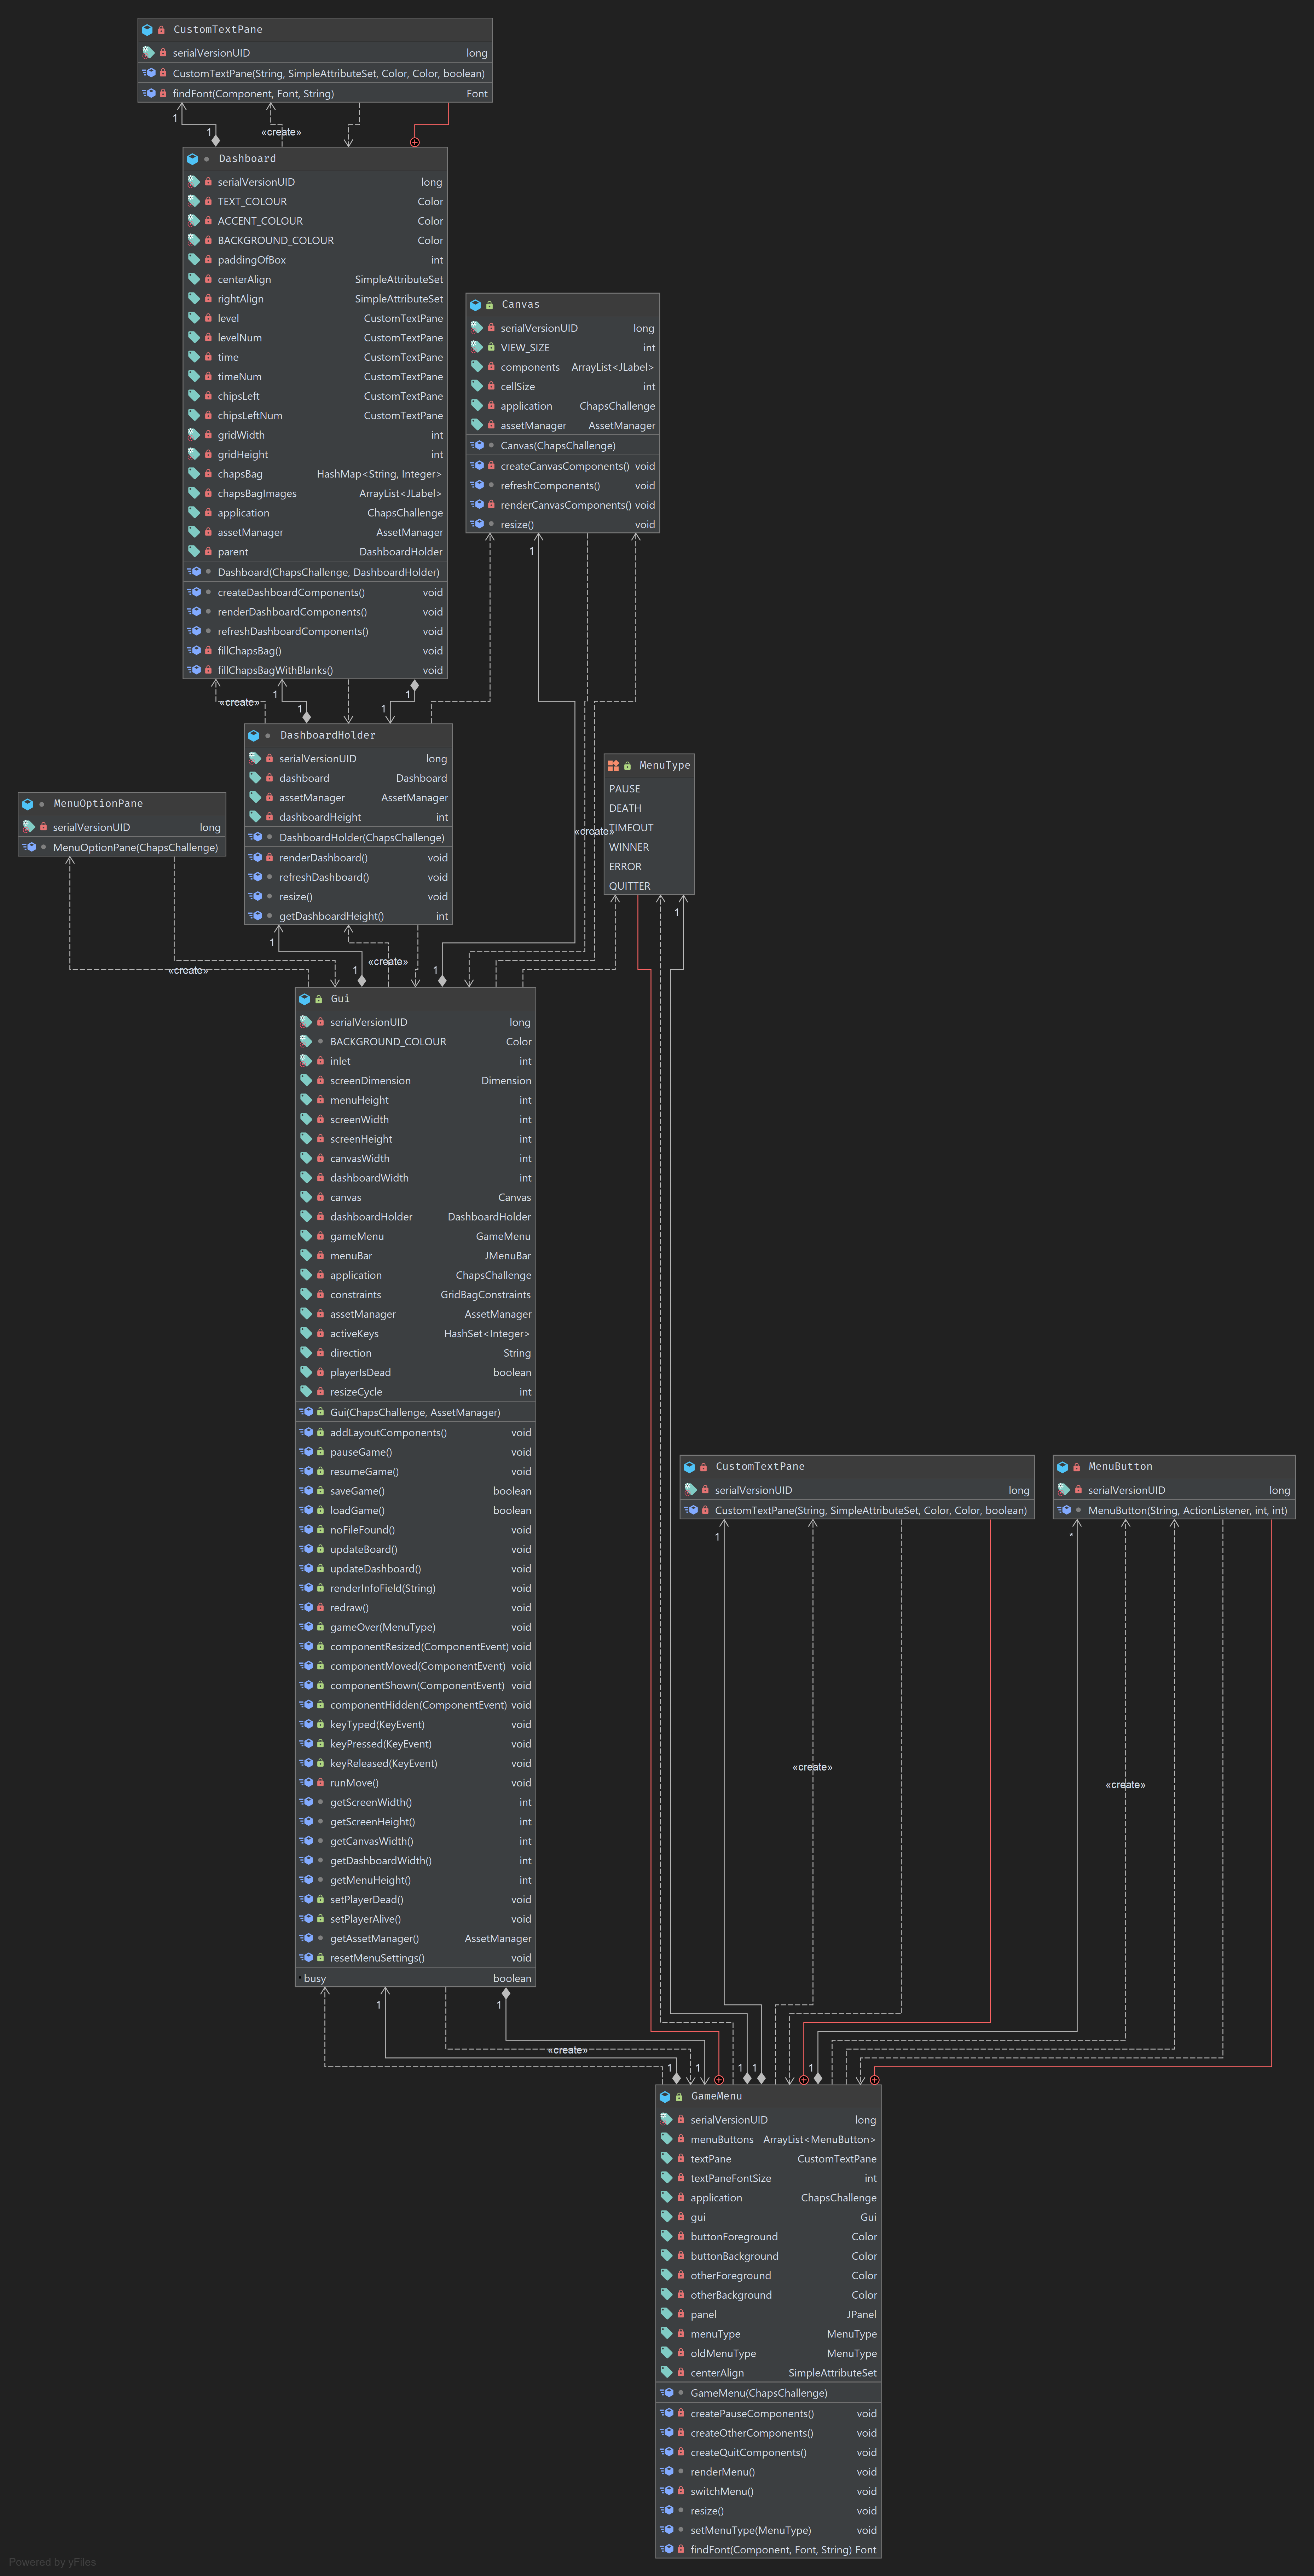 CustomTextPane
serialVersionUID long
CustomTextPane(String, SimpleAttributeSet, Color, Color, boolean)
findFont(Component, Font, String) Font
1
1
«create»
Dashboard
serialVersionUID long
TEXT_COLOUR Color
ACCENT_COLOUR Color
BACKGROUND_COLOUR Color
paddingOfBox int
centerAlign SimpleAttributeSet
rightAlign SimpleAttributeSet
level CustomTextPane
levelNum CustomTextPane
time CustomTextPane
timeNum CustomTextPane
chipsLeft CustomTextPane
chipsLeftNum CustomTextPane
gridWidth int
gridHeight int
chapsBag HashMap<String, Integer>
chapsBagImages ArrayList<JLabel>
application ChapsChallenge
assetManager AssetManager
parent DashboardHolder
Dashboard(ChapsChallenge, DashboardHolder)
createDashboardComponents() void
renderDashboardComponents() void
refreshDashboardComponents() void
fillChapsBag() void
fillChapsBagWithBlanks() void
Canvas
serialVersionUID long
VIEW_SIZE int
components ArrayList<JLabel>
cellSize int
application ChapsChallenge
assetManager AssetManager
Canvas(ChapsChallenge)
createCanvasComponents() void
refreshComponents() void
renderCanvasComponents() void
resize() void
1
«create»
1
1
1
1
DashboardHolder
serialVersionUID long
dashboard Dashboard
assetManager AssetManager
dashboardHeight int
DashboardHolder(ChapsChallenge)
renderDashboard() void
refreshDashboard() void
resize() void
getDashboardHeight() int
MenuType
PAUSE
DEATH
TIMEOUT
WINNER
ERROR
QUITTER
«create»
MenuOptionPane
serialVersionUID long
MenuOptionPane(ChapsChallenge)
1
1
«create»
«create»
1
1
Gui
serialVersionUID long
BACKGROUND_COLOUR Color
inlet int
screenDimension Dimension
menuHeight int
screenWidth int
screenHeight int
canvasWidth int
dashboardWidth int
canvas Canvas
dashboardHolder DashboardHolder
gameMenu GameMenu
menuBar JMenuBar
application ChapsChallenge
constraints GridBagConstraints
assetManager AssetManager
activeKeys HashSet<Integer>
direction String
playerIsDead boolean
resizeCycle int
Gui(ChapsChallenge, AssetManager)
addLayoutComponents() void
pauseGame() void
resumeGame() void
saveGame() boolean
loadGame() boolean
noFileFound() void
updateBoard() void
updateDashboard() void
renderInfoField(String) void
redraw() void
gameOver(MenuType) void
componentResized(ComponentEvent) void
componentMoved(ComponentEvent) void
componentShown(ComponentEvent) void
componentHidden(ComponentEvent) void
keyTyped(KeyEvent) void
keyPressed(KeyEvent) void
keyReleased(KeyEvent) void
runMove() void
getScreenWidth() int
getScreenHeight() int
getCanvasWidth() int
getDashboardWidth() int
getMenuHeight() int
setPlayerDead() void
setPlayerAlive() void
getAssetManager() AssetManager
resetMenuSettings() void
busy boolean
CustomTextPane
serialVersionUID long
CustomTextPane(String, SimpleAttributeSet, Color, Color, boolean)
MenuButton
serialVersionUID long
MenuButton(String, ActionListener, int, int)
1
*
«create»
«create»
1
1
«create»
1
1
1
1
1
GameMenu
serialVersionUID long
menuButtons ArrayList<MenuButton>
textPane CustomTextPane
textPaneFontSize int
application ChapsChallenge
gui Gui
buttonForeground Color
buttonBackground Color
otherForeground Color
otherBackground Color
panel JPanel
menuType MenuType
oldMenuType MenuType
centerAlign SimpleAttributeSet
GameMenu(ChapsChallenge)
createPauseComponents() void
createOtherComponents() void
createQuitComponents() void
renderMenu() void
switchMenu() void
resize() void
setMenuType(MenuType) void
findFont(Component, Font, String) Font
Powered by yFiles